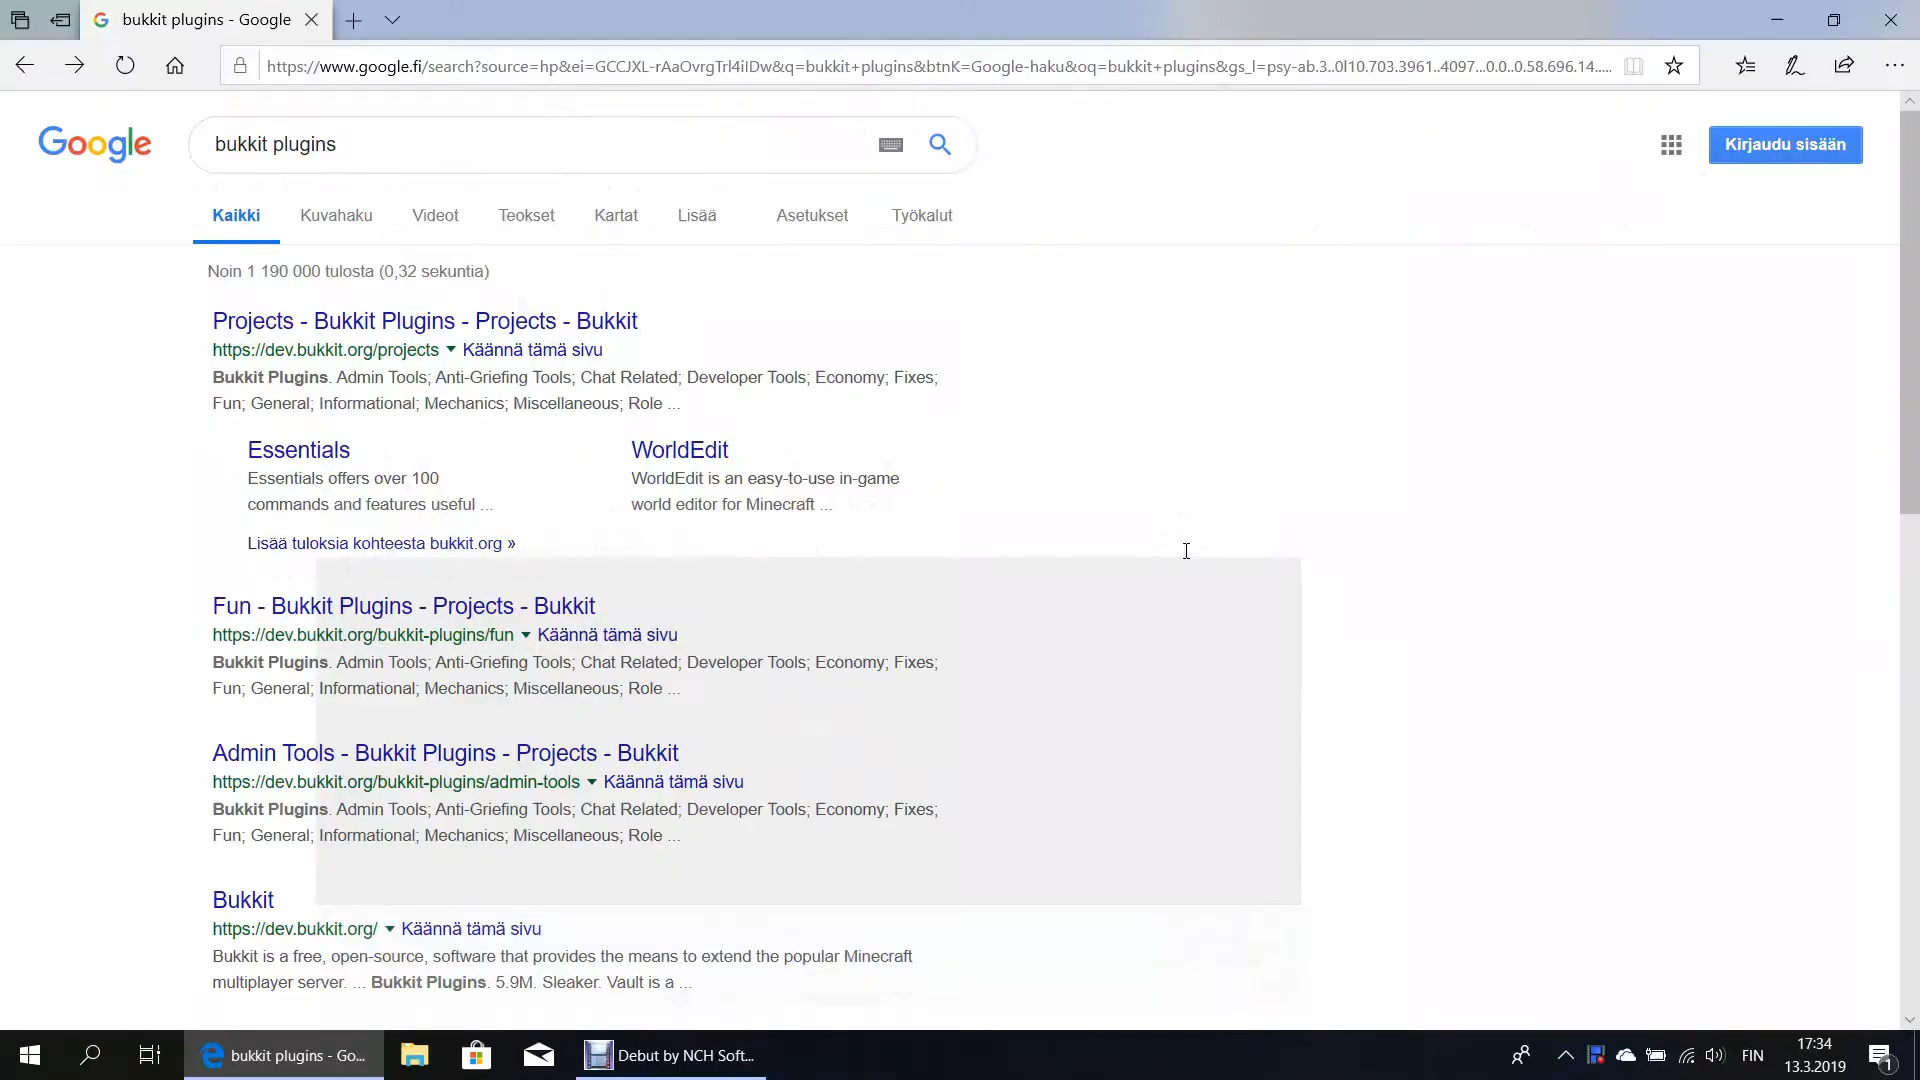 bukkit plugins - Google
https://www.google.fi/search?source=hp&ei=GCCJXL-rAaOvrgTrl4iIDw&q=bukkit+plugins&btnK=Google-haku&oq=bukkit+plugins&gs_l=psy-ab.3..0l10.703.3961..4097...0.0..0.58.696.14.....
Google
bukkit plugins
Kirjaudu sisään
Kaikki Kuvahaku Videot Teokset Kartat Lisää Asetukset Työkalut
Noin 1 190 000 tulosta (0,32 sekuntia)
Projects - Bukkit Plugins - Projects - Bukkit
https://dev.bukkit.org/projects Käännä tämä sivu
Bukkit Plugins. Admin Tools; Anti-Griefing Tools; Chat Related; Developer Tools; Economy; Fixes;
Fun; General; Informational; Mechanics; Miscellaneous; Role ...
Essentials
Essentials offers over 100
commands and features useful ...
WorldEdit
WorldEdit is an easy-to-use in-game
world editor for Minecraft ...
Lisää tuloksia kohteesta bukkit.org »
Fun - Bukkit Plugins - Projects - Bukkit
https://dev.bukkit.org/bukkit-plugins/fun Käännä tämä sivu
Bukkit Plugins. Admin Tools; Anti-Griefing Tools; Chat Related; Developer Tools; Economy; Fixes;
Fun; General; Informational; Mechanics; Miscellaneous; Role ...
Admin Tools - Bukkit Plugins - Projects - Bukkit
https://dev.bukkit.org/bukkit-plugins/admin-tools Käännä tämä sivu
Bukkit Plugins. Admin Tools; Anti-Griefing Tools; Chat Related; Developer Tools; Economy; Fixes;
Fun; General; Informational; Mechanics; Miscellaneous; Role ...
Bukkit
https://dev.bukkit.org/ Käännä tämä sivu
Bukkit is a free, open-source, software that provides the means to extend the popular Minecraft
multiplayer server. ... Bukkit Plugins. 5.9M. Sleaker. Vault is a ...
bukkit plugins - Go...
Debut by NCH Soft...
FIN
17:34
13.3.2019
1